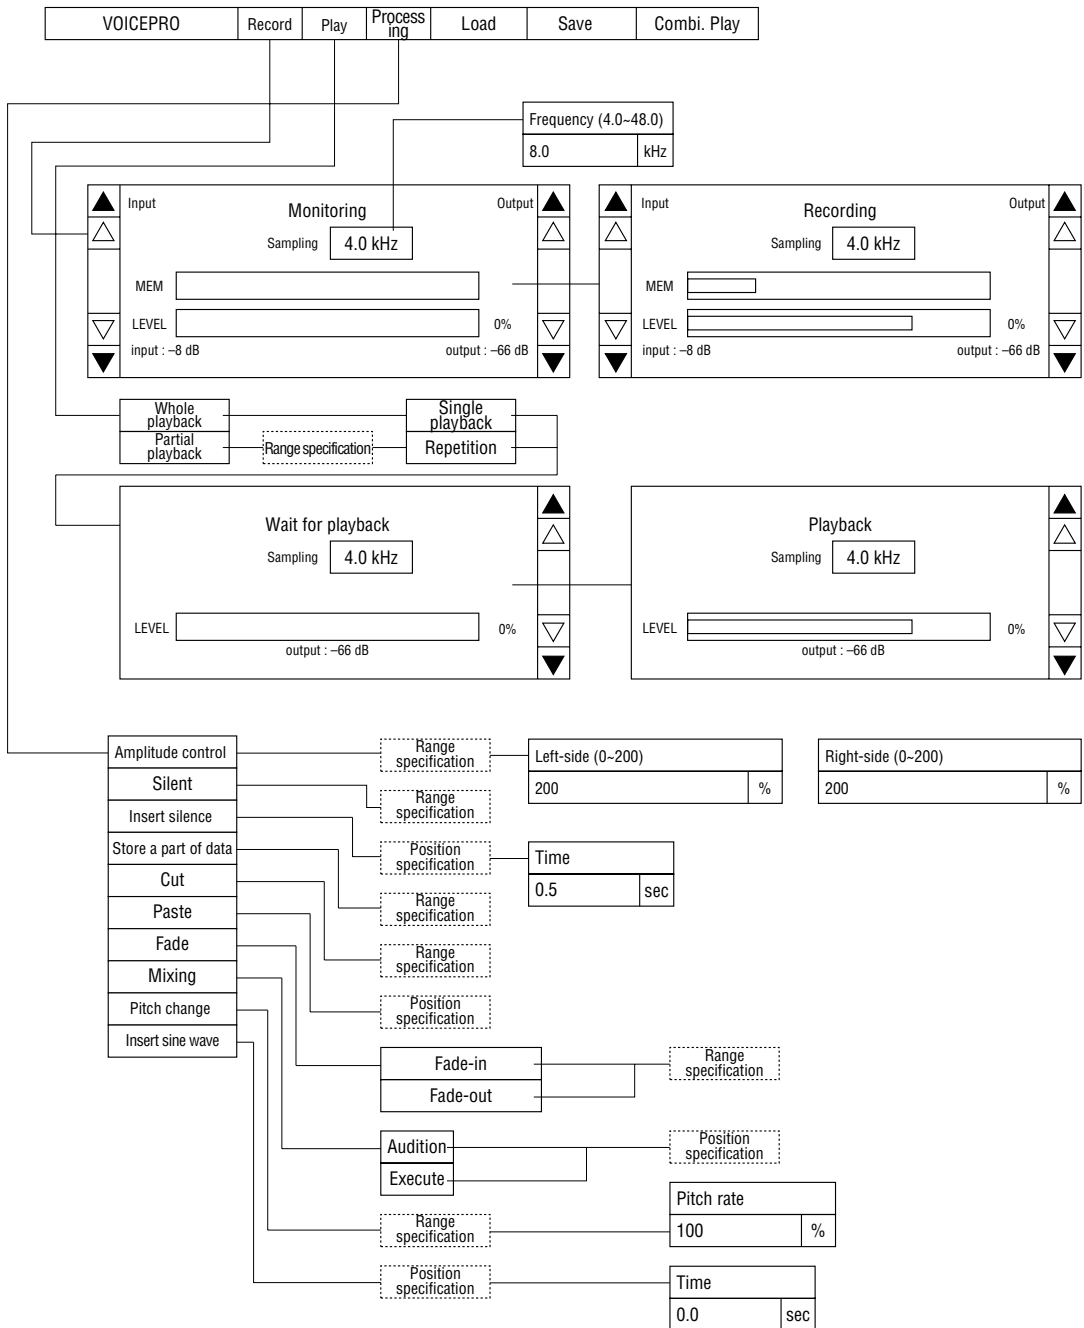 VOICEPRO Record Play Process Load Save Combi. Play
ing
Frequency (4.0~48.0)
8.0 kHz
Input Output
Monitoring
Sampling 4.0 kHz
MEM
LEVEL 0%
input : –8 dB output : –66 dB
Input Output
Recording
Sampling 4.0 kHz
MEM
LEVEL 0%
input : –8 dB output : –66 dB
Whole
playback
Partial
playback
Range specification
Single
playback
Repetition
Wait for playback
Sampling 4.0 kHz
LEVEL 0%
output : –66 dB
Playback
Sampling 4.0 kHz
LEVEL 0%
output : –66 dB
Amplitude control
Silent
Insert silence
Store a part of data
Cut
Paste
Fade
Mixing
Pitch change
Insert sine wave
Range
specification
Left-side (0~200)
200 %
Right-side (0~200)
200 %
Range
specification
Position
specification
Time
0.5 sec
Range
specification
Range
specification
Position
specification
Fade-in
Fade-out
Range
specification
Audition
Execute
Position
specification
Range
specification
Pitch rate
100 %
Position
specification
Time
0.0 sec